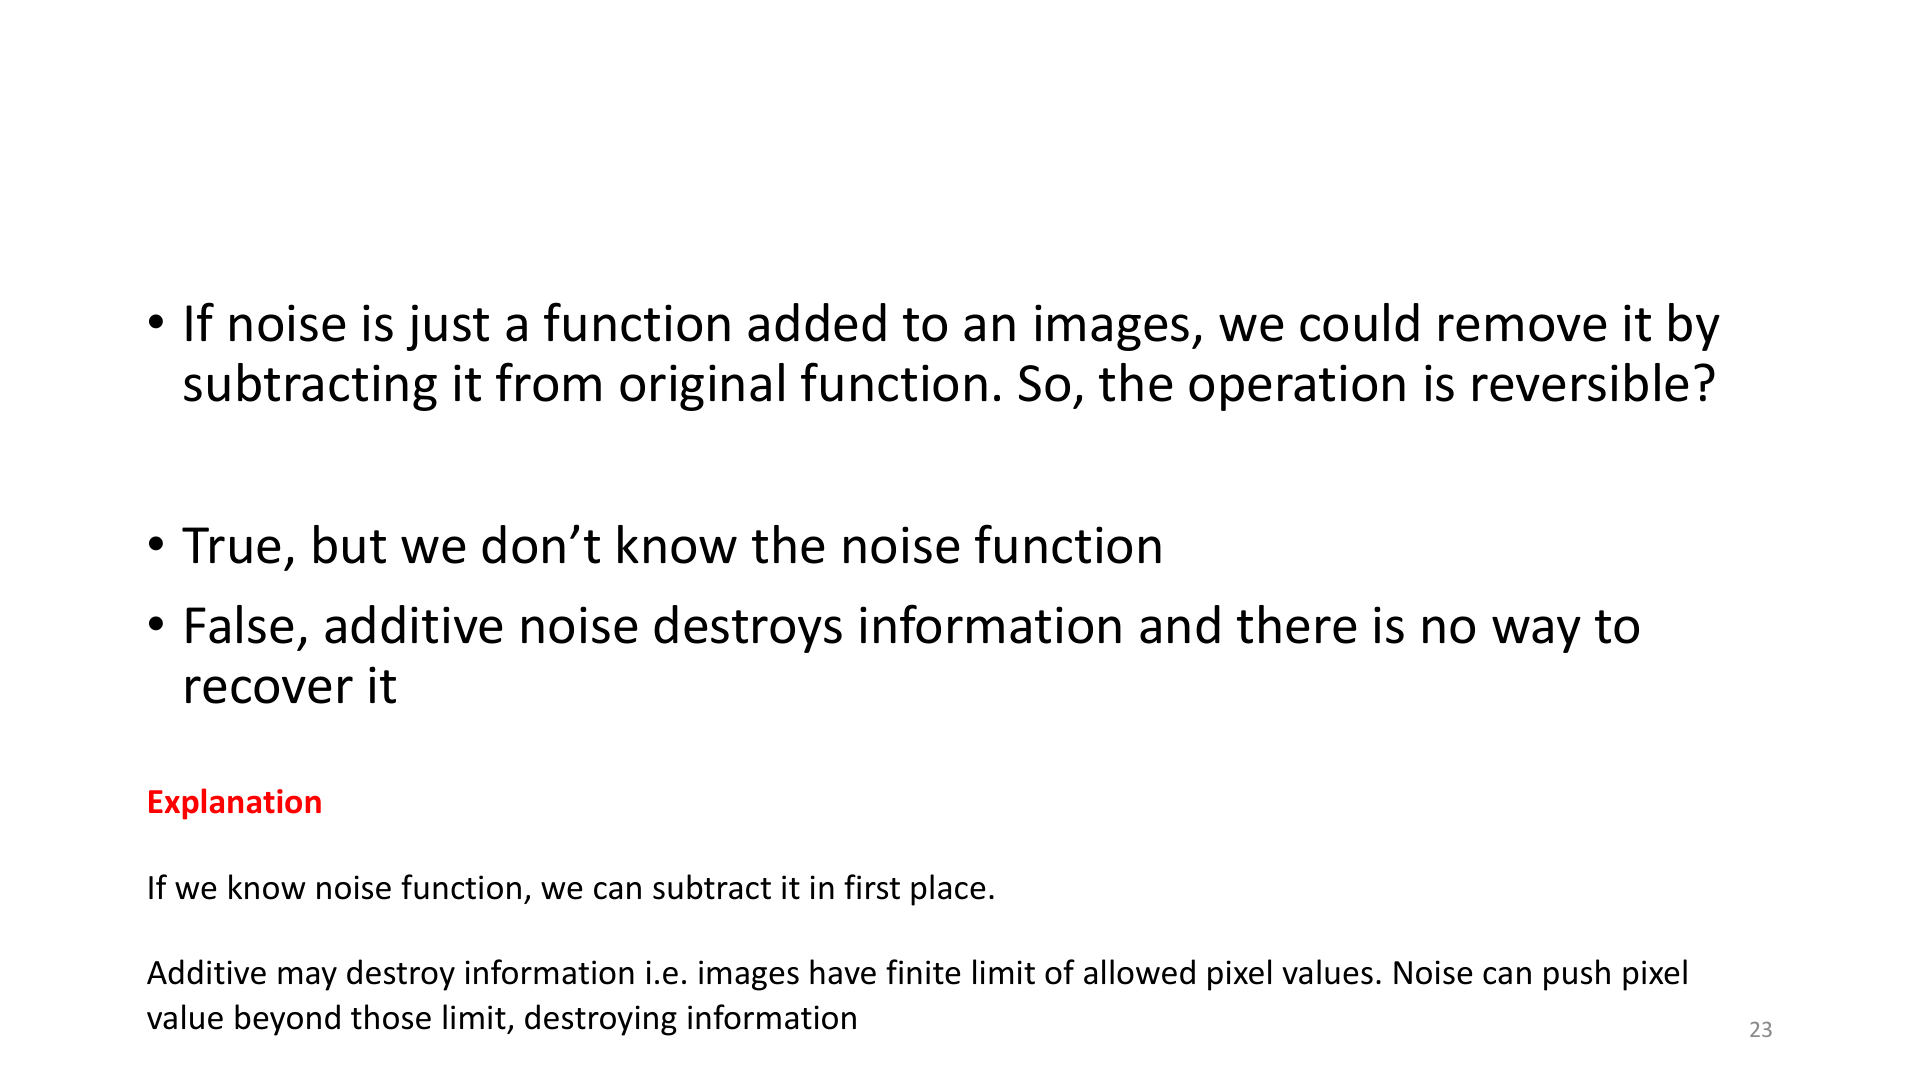 • If noise is just a function added to an images, we could remove it by
subtracting it from original function. So, the operation is reversible?
• True, but we don’t know the noise function
• False, additive noise destroys information and there is no way to
recover it
Explanation
If we know noise function, we can subtract it in first place.
Additive may destroy information i.e. images have finite limit of allowed pixel values. Noise can push pixel
value beyond those limit, destroying information
23